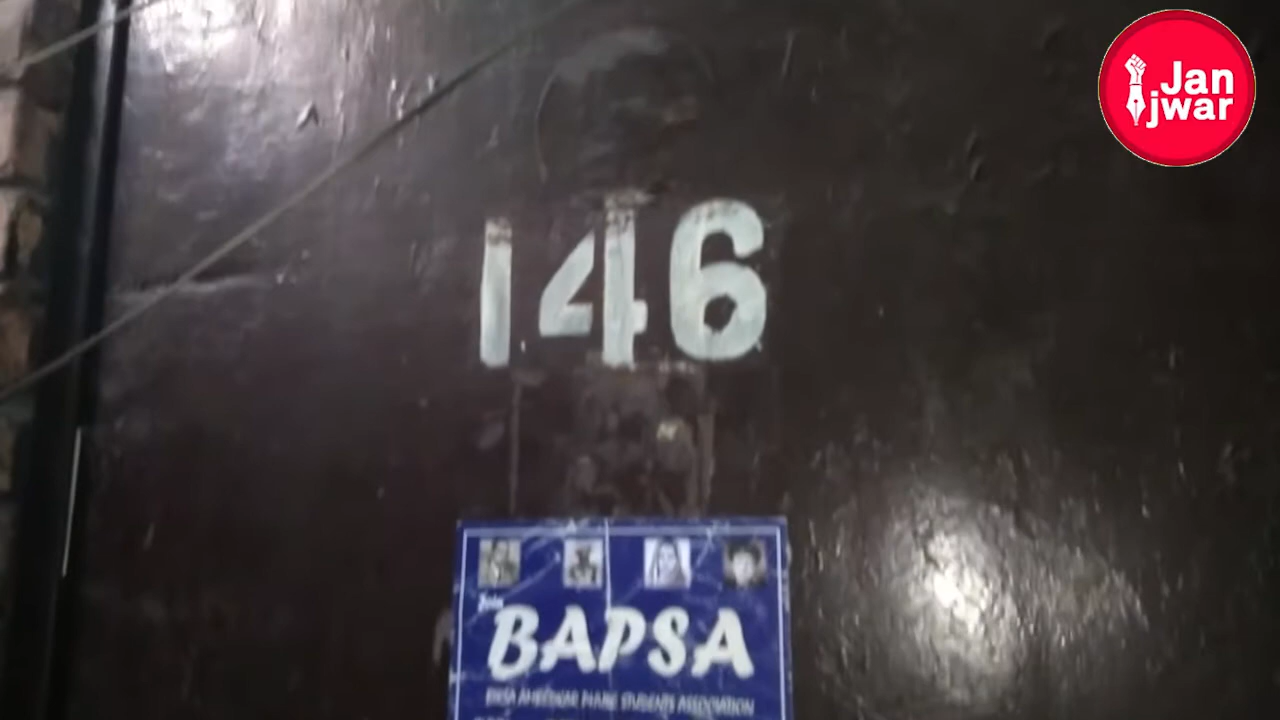 Jan
jwar
146
Join
BAPSA
BIRSA AMBEDKAR PHULE STUDENTS ASSOCIATION